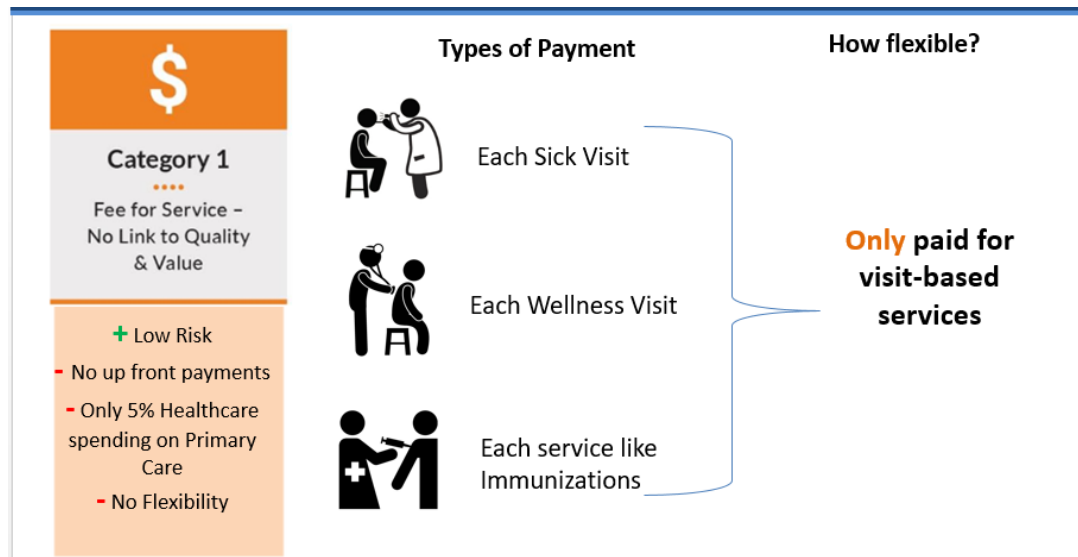 $
Category 1
Fee for Service –
No Link to Quality
& Value
+ Low Risk
- No up front payments
- Only 5% Healthcare
spending on Primary
Care
- No Flexibility
Types of Payment
Each Sick Visit
Each Wellness Visit
Each service like
Immunizations
How flexible?
Only paid for
visit-based
services